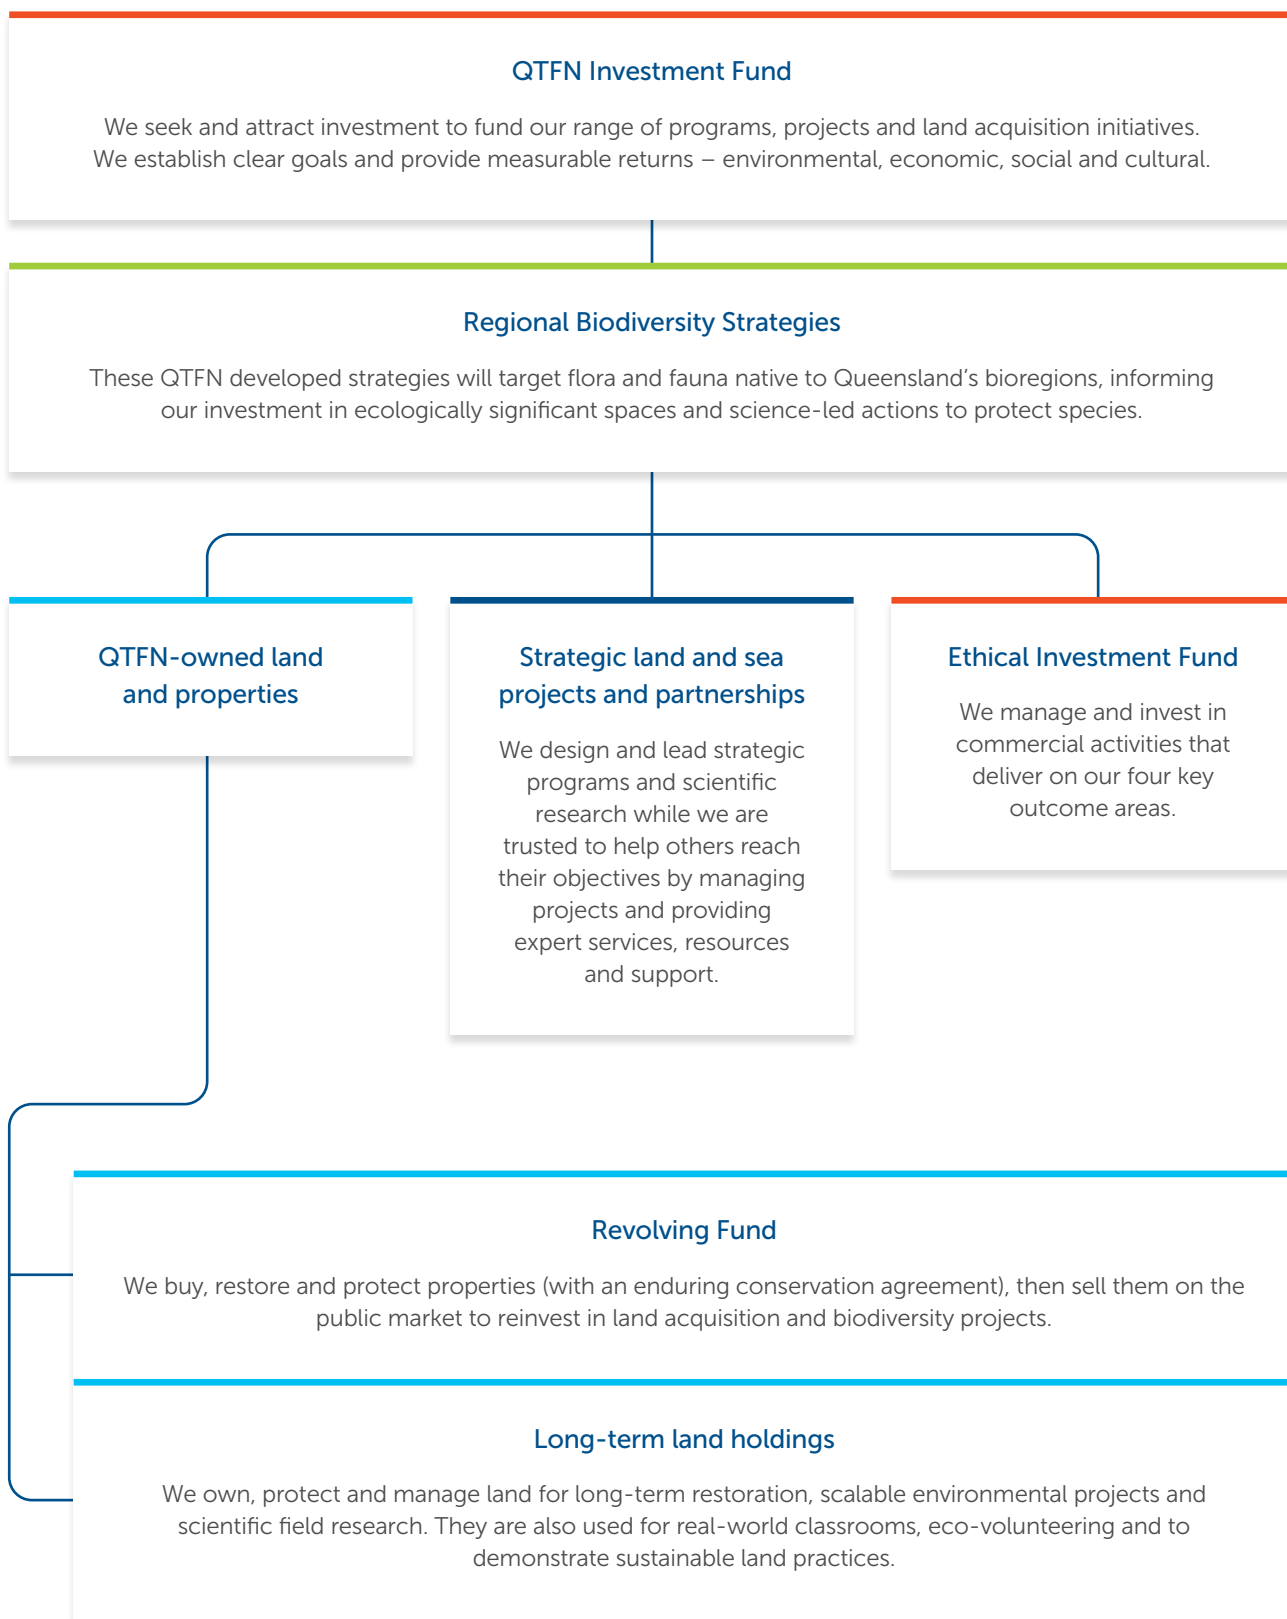 QTFN Investment Fund
We seek and attract investment to fund our range of programs, projects and land acquisition initiatives.
We establish clear goals and provide measurable returns – environmental, economic, social and cultural.
Regional Biodiversity Strategies
These QTFN developed strategies will target flora and fauna native to Queensland's bioregions, informing
our investment in ecologically significant spaces and science-led actions to protect species.
QTFN-owned land
and properties
Strategic land and sea
projects and partnerships
We design and lead strategic
programs and scientific
research while we are
trusted to help others reach
their objectives by managing
projects and providing
expert services, resources
and support.
Ethical Investment Fund
We manage and invest in
commercial activities that
deliver on our four key
outcome areas.
Revolving Fund
We buy, restore and protect properties (with an enduring conservation agreement), then sell them on the
public market to reinvest in land acquisition and biodiversity projects.
Long-term land holdings
We own, protect and manage land for long-term restoration, scalable environmental projects and
scientific field research. They are also used for real-world classrooms, eco-volunteering and to
demonstrate sustainable land practices.